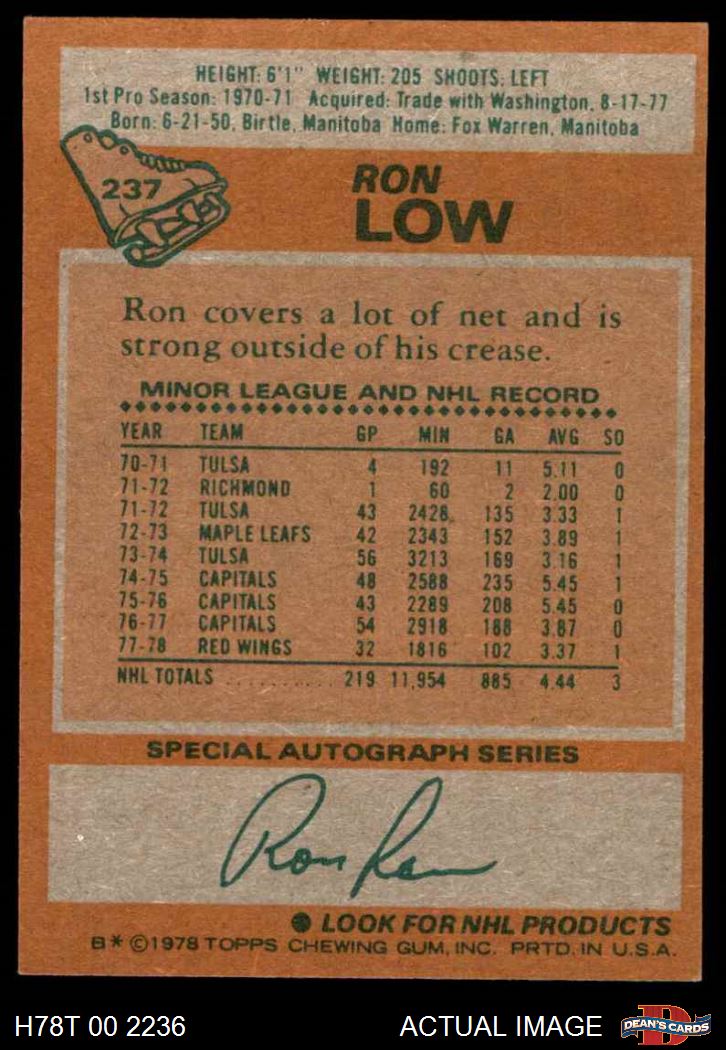 HEIGHT: 6'1" WEIGHT: 205 SHOOTS: LEFT
1st Pro Season: 1970-71 Acquired: Trade with Washington, 8-17-77
Born: 6-21-50, Birtle, Manitoba Home: Fox Warren, Manitoba
237
RON
LOW
Ron covers a lot of net and is
strong outside of his crease.
MINOR LEAGUE AND NHL RECORD
YEAR TEAM GP MIN GA AVG SO
70-71 TULSA 4 192 11 5.11 0
71-72 RICHMOND 1 60 2 2.00 0
71-72 TULSA 43 2428 135 3.33 1
72-73 MAPLE LEAFS 42 2343 152 3.89 1
73-74 TULSA 56 3213 169 3.16 1
74-75 CAPITALS 48 2588 235 5.45 1
75-76 CAPITALS 43 2289 208 5.45 0
76-77 CAPITALS 54 2918 188 3.87 0
77-78 RED WINGS 32 1816 102 3.37 1
NHL TOTALS .......... 219 11,954 885 4.44 3
SPECIAL AUTOGRAPH SERIES
Ron Low
LOOK FOR NHL PRODUCTS
B* ©1978 TOPPS CHEWING GUM, INC. PRTD. IN U.S.A.
H78T 00 2236 ACTUAL IMAGE
D
DEAN'S CARDS